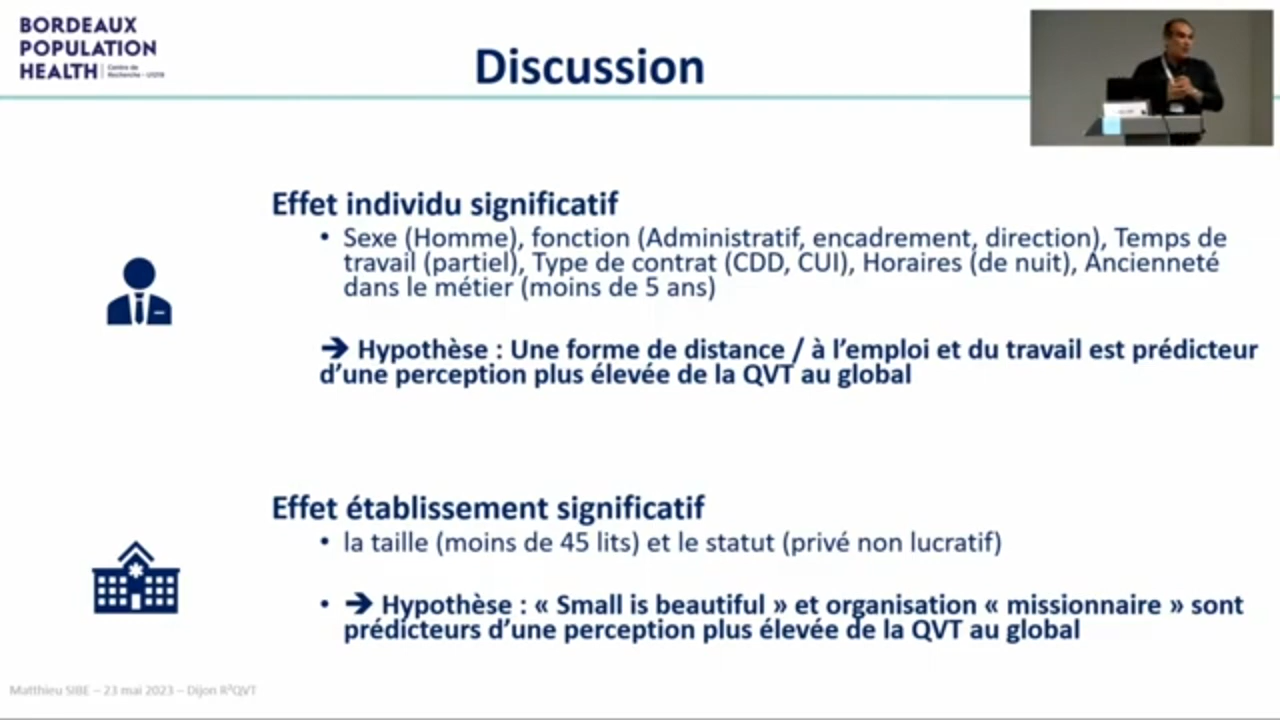 BORDEAUX
POPULATION
HEALTH
Centre de
Recherche - U1219
Discussion
Effet individu significatif
• Sexe (Homme), fonction (Administratif, encadrement, direction), Temps de
travail (partiel), Type de contrat (CDD, CUI), Horaires (de nuit), Ancienneté
dans le métier (moins de 5 ans)
➔ Hypothèse : Une forme de distance / à l’emploi et du travail est prédicteur
d’une perception plus élevée de la QVT au global
Effet établissement significatif
• la taille (moins de 45 lits) et le statut (privé non lucratif)
• ➔ Hypothèse : « Small is beautiful » et organisation « missionnaire » sont
prédicteurs d’une perception plus élevée de la QVT au global
Matthieu SIBE – 23 mai 2023 – Dijon R²QVT